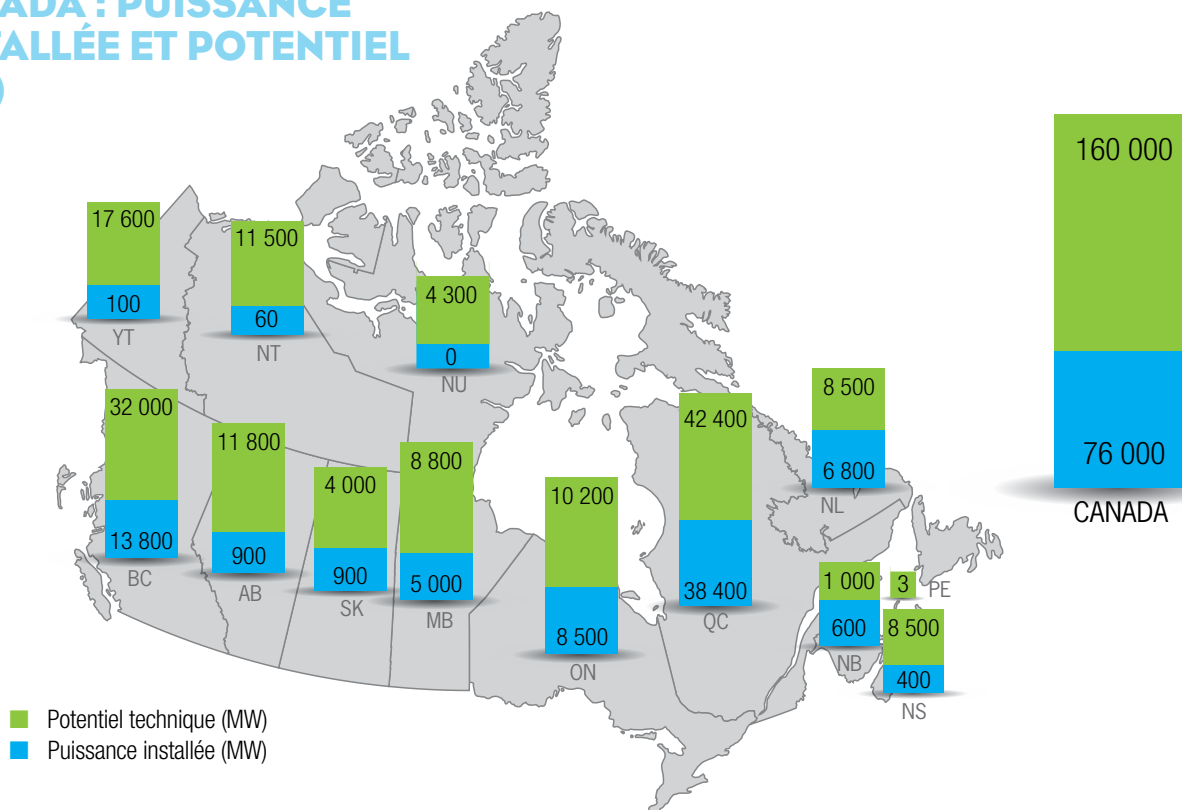 ADA : PUISSANCE
TALLÉE ET POTENTIEL
)
160 000
76 000
CANADA
17 600
100
YT
11 500
60
NT
4 300
0
NU
32 000
13 800
BC
11 800
900
AB
4 000
900
SK
8 800
5 000
MB
10 200
8 500
ON
42 400
38 400
QC
8 500
6 800
NL
1 000
600
NB
3
PE
8 500
400
NS
Potentiel technique (MW)
Puissance installée (MW)